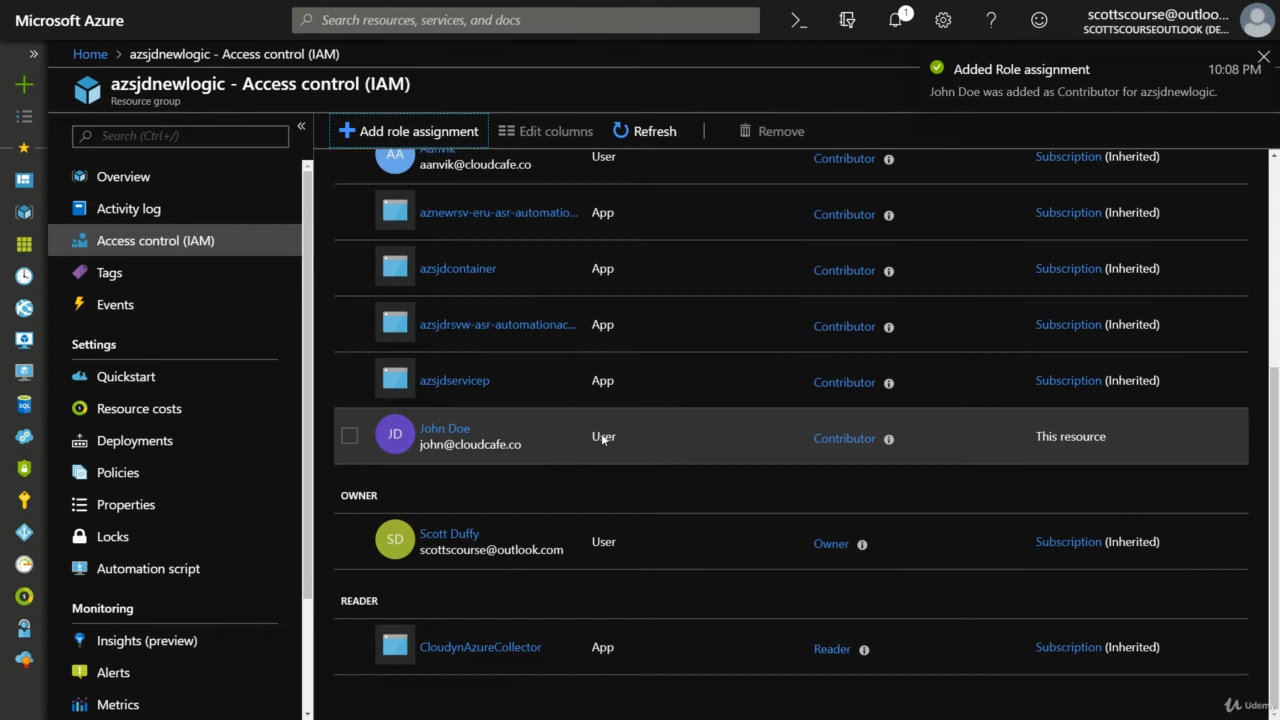 Microsoft Azure
Search resources, services, and docs
1
scottscourse@outloo...
SCOTTSCOURSEOUTLOOK (DE...
Home > azsjdnewlogic - Access control (IAM)
azsjdnewlogic - Access control (IAM)
Resource group
Added Role assignment 10:08 PM
John Doe was added as Contributor for azsjdnewlogic.
Search (Ctrl+/)
Overview
Activity log
Access control (IAM)
Tags
Events
Settings
Quickstart
Resource costs
Deployments
Policies
Properties
Locks
Automation script
Monitoring
Insights (preview)
Alerts
Metrics
Add role assignment Edit columns Refresh Remove
AA Aanvik User Contributor Subscription (Inherited)
aanvik@cloudcafe.co
aznewrsv-eru-asr-automatio... App Contributor Subscription (Inherited)
azsjdcontainer App Contributor Subscription (Inherited)
azsjdrsvw-asr-automationac... App Contributor Subscription (Inherited)
azsjdservicep App Contributor Subscription (Inherited)
JD John Doe User Contributor This resource
john@cloudcafe.co
OWNER
SD Scott Duffy User Owner Subscription (Inherited)
scottscourse@outlook.com
READER
CloudynAzureCollector App Reader Subscription (Inherited)
SQL
Udemy